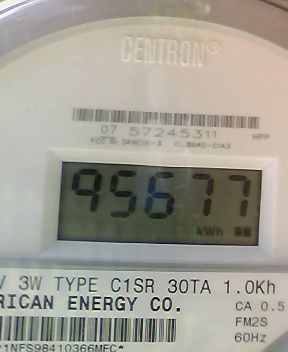 CENTRON®
07 57245311 HPP
95677
kWh
V 3W TYPE C1SR 30TA 1.0Kh
RICAN ENERGY CO.
CA 0.5
FM2S
60Hz